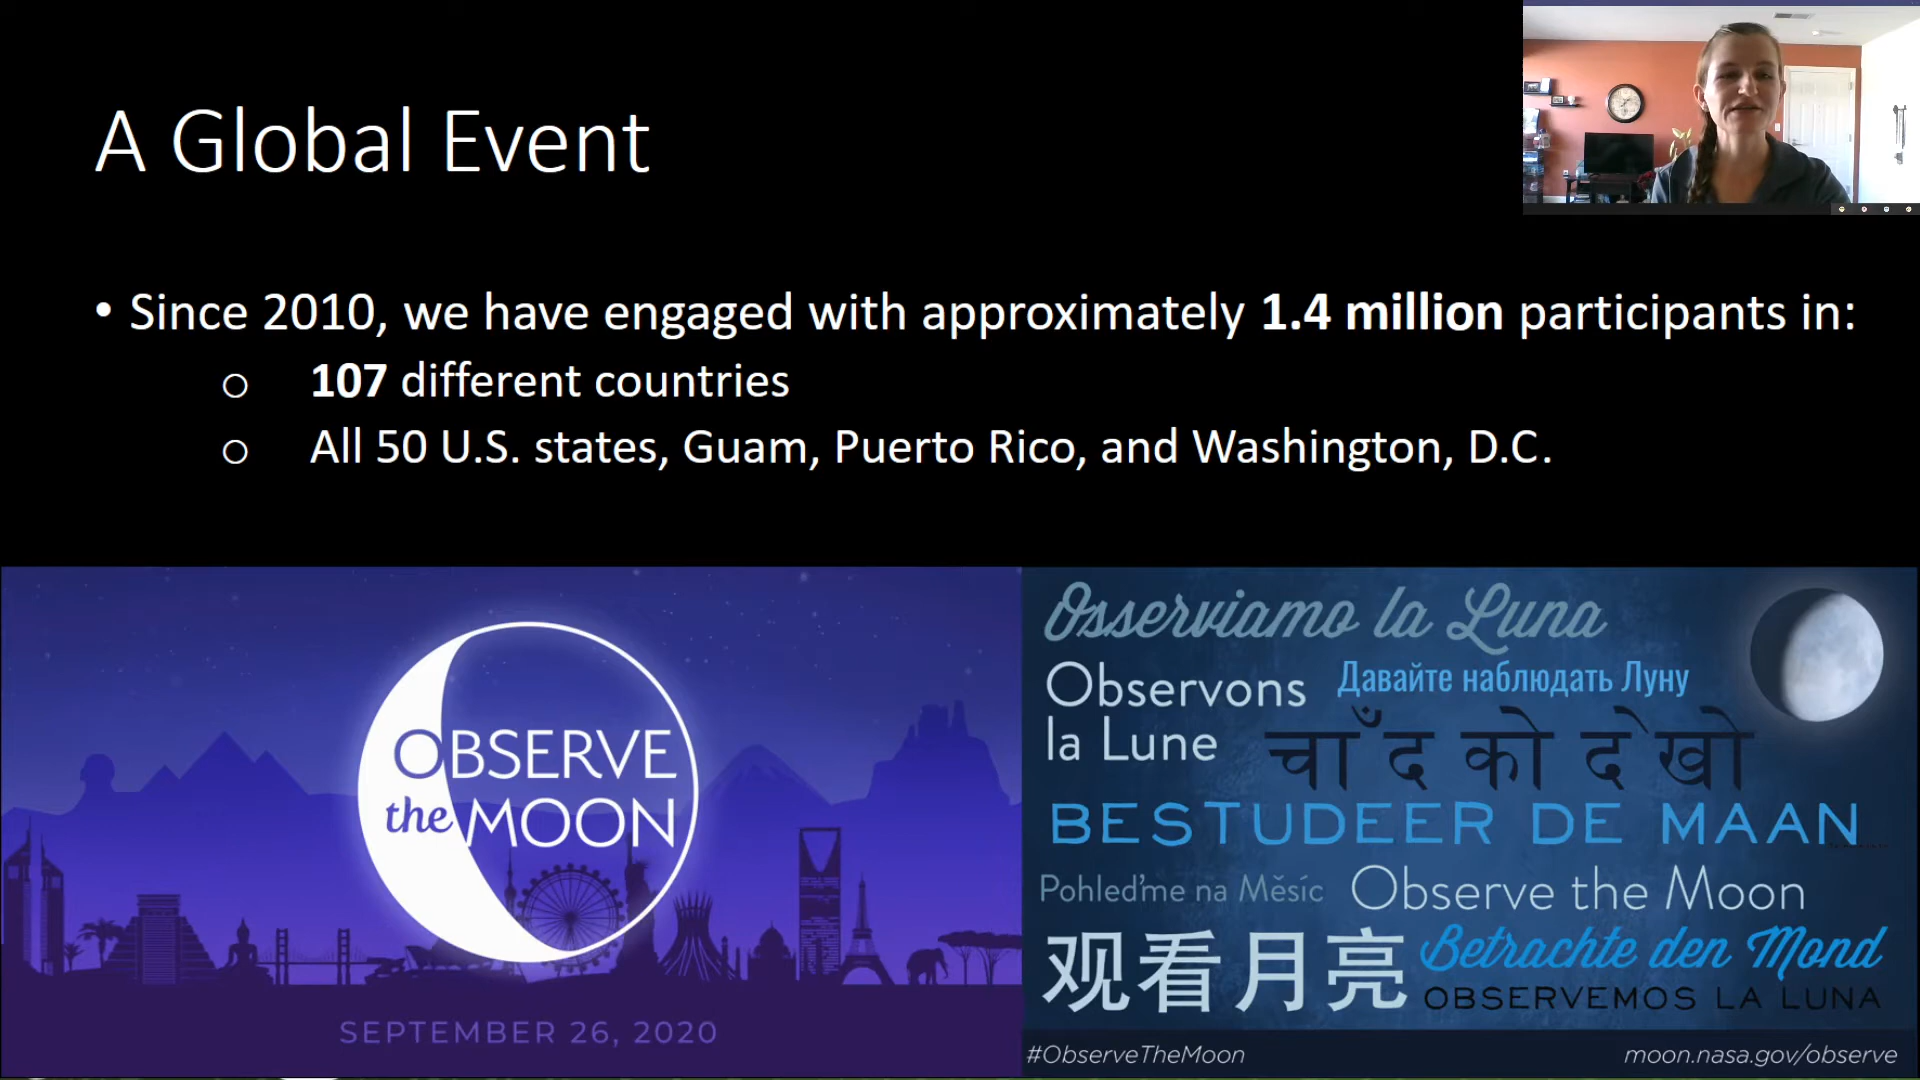 A Global Event
• Since 2010, we have engaged with approximately 1.4 million participants in:
o 107 different countries
o All 50 U.S. states, Guam, Puerto Rico, and Washington, D.C.
OBSERVE
the MOON
SEPTEMBER 26, 2020
Osserviamo la Luna
Observons
la Lune
Давайте наблюдать Луну
चाँद को देखो
BESTUDEER DE MAAN
Pohleďme na Měsíc
Observe the Moon
观看月亮
Betrachte den Mond
OBSERVEMOS LA LUNA
#ObserveTheMoon
moon.nasa.gov/observe